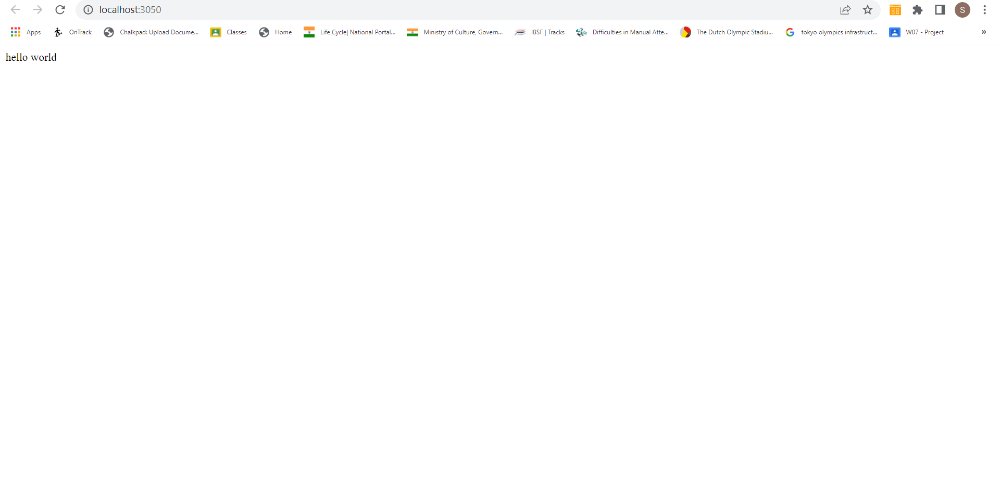 localhost:3050
S
Apps OnTrack Chalkpad: Upload Docume... Classes Home Life Cycle| National Portal... Ministry of Culture, Govern... IBSF | Tracks Difficulties in Manual Atte... The Dutch Olympic Stadiu... tokyo olympics infrastruct... W07 - Project »
hello world